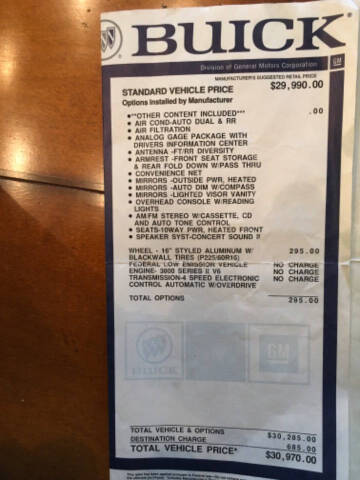 BUICK
Division of General Motors Corporation GM
MANUFACTURER'S SUGGESTED RETAIL PRICE
STANDARD VEHICLE PRICE $29,990.00
Options Installed by Manufacturer
•**OTHER CONTENT INCLUDED*** .00
• AIR COND-AUTO DUAL & RR
• AIR FILTRATION
• ANALOG GAGE PACKAGE WITH
DRIVERS INFORMATION CENTER
• ANTENNA -FT/RR DIVERSITY
• ARMREST -FRONT SEAT STORAGE
& REAR FOLD DOWN W/PASS THRU
• CONVENIENCE NET
• MIRRORS -OUTSIDE PWR, HEATED
• MIRRORS -AUTO DIM W/COMPASS
• MIRRORS -LIGHTED VISOR VANITY
• OVERHEAD CONSOLE W/READING
LIGHTS
• AM/FM STEREO W/CASSETTE, CD
AND AUTO TONE CONTROL
• SEATS-10WAY PWR, HEATED FRONT
• SPEAKER SYST-CONCERT SOUND II
WHEEL - 16" STYLED ALUMINUM W/ 295.00
BLACKWALL TIRES (P225/60R16)
FEDERAL LOW EMISSION VEHICLE NO CHARGE
ENGINE- 3800 SERIES II V6 NO CHARGE
TRANSMISSION-4 SPEED ELECTRONIC NO CHARGE
CONTROL AUTOMATIC W/OVERDRIVE
TOTAL OPTIONS 295.00
GM
BUICK
TOTAL VEHICLE & OPTIONS $30,285.00
DESTINATION CHARGE 685.00
TOTAL VEHICLE PRICE* $30,970.00